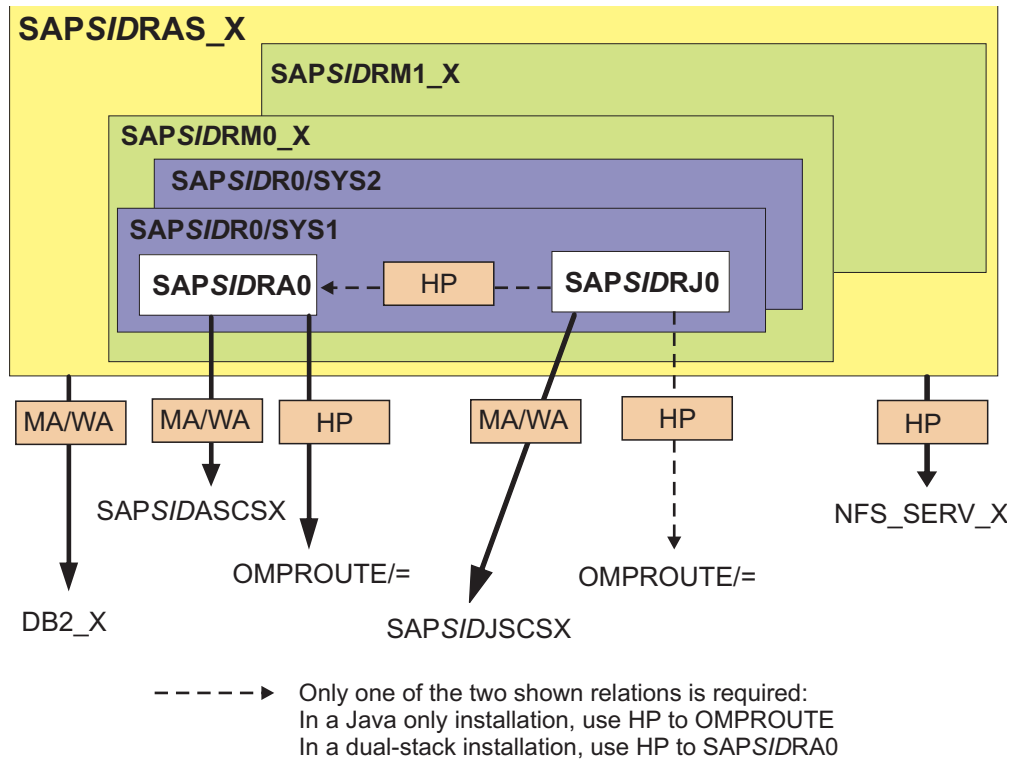 SAPSIDRAS_X
SAPSIDRM1_X
SAPSIDRM0_X
SAPSIDR0/SYS2
SAPSIDR0/SYS1
SAPSIDRA0
HP
SAPSIDRJ0
MA/WA
MA/WA
HP
MA/WA
HP
HP
SAPSIDASCSX
NFS_SERV_X
OMPROUTE/=
OMPROUTE/=
DB2_X
SAPSIDJSCSX
Only one of the two shown relations is required:
In a Java only installation, use HP to OMPROUTE
In a dual-stack installation, use HP to SAPSIDRA0